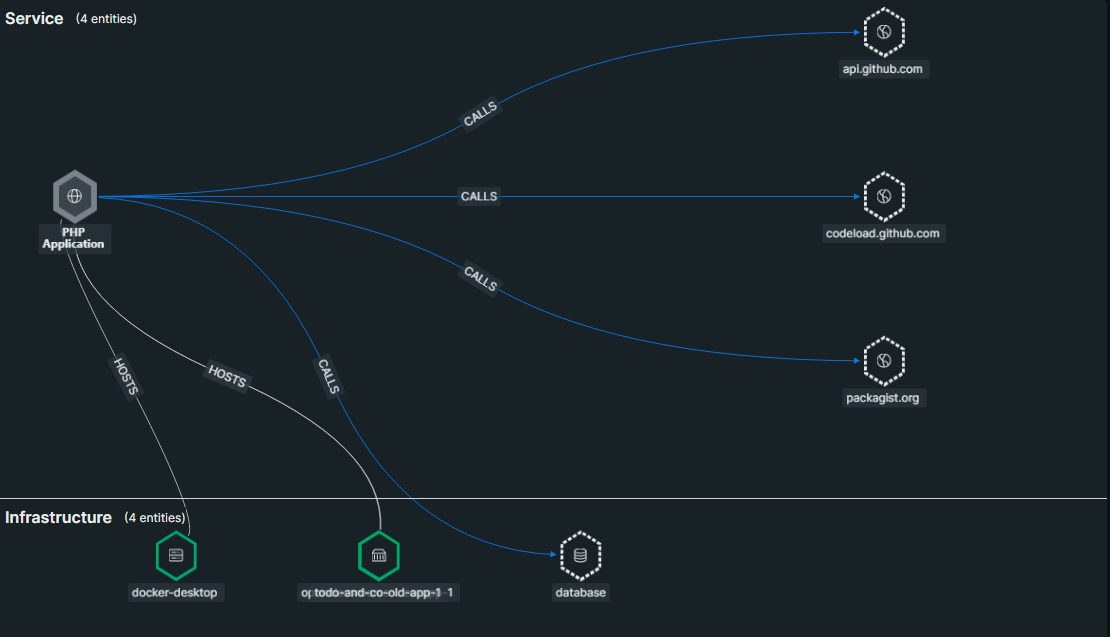 Service (4 entities)
api.github.com
CALLS
CALLS
codeload.github.com
PHP
Application
CALLS
packagist.org
HOSTS
HOSTS
CALLS
Infrastructure (4 entities)
docker-desktop
todo-and-co-old-app-1
1
database